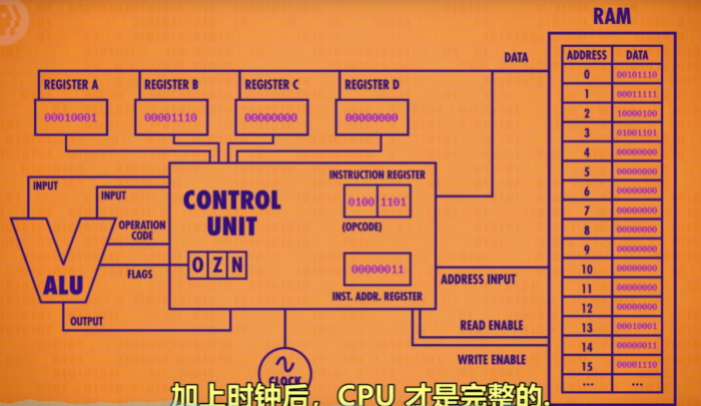 RAM
DATA
ADDRESS DATA
0 00101110
1 00011111
2 10000100
3 01001101
4 00000000
5 00000000
6 00000000
7 00000000
8 00000000
9 00000000
10 00000000
11 00000000
12 00000000
13 00010001
14 00000011
15 00001110
... ...
REGISTER A
00010001
REGISTER B
00001110
REGISTER C
00000000
REGISTER D
00000000
INPUT
INPUT
OPERATION
CODE
FLAGS
ALU
OUTPUT
CONTROL
UNIT
O Z N
INSTRUCTION REGISTER
0100 1101
(OPCODE)
00000011
INST. ADDR. REGISTER
ADDRESS INPUT
READ ENABLE
WRITE ENABLE
CLOCK
加上时钟后，CPU 才是完整的.